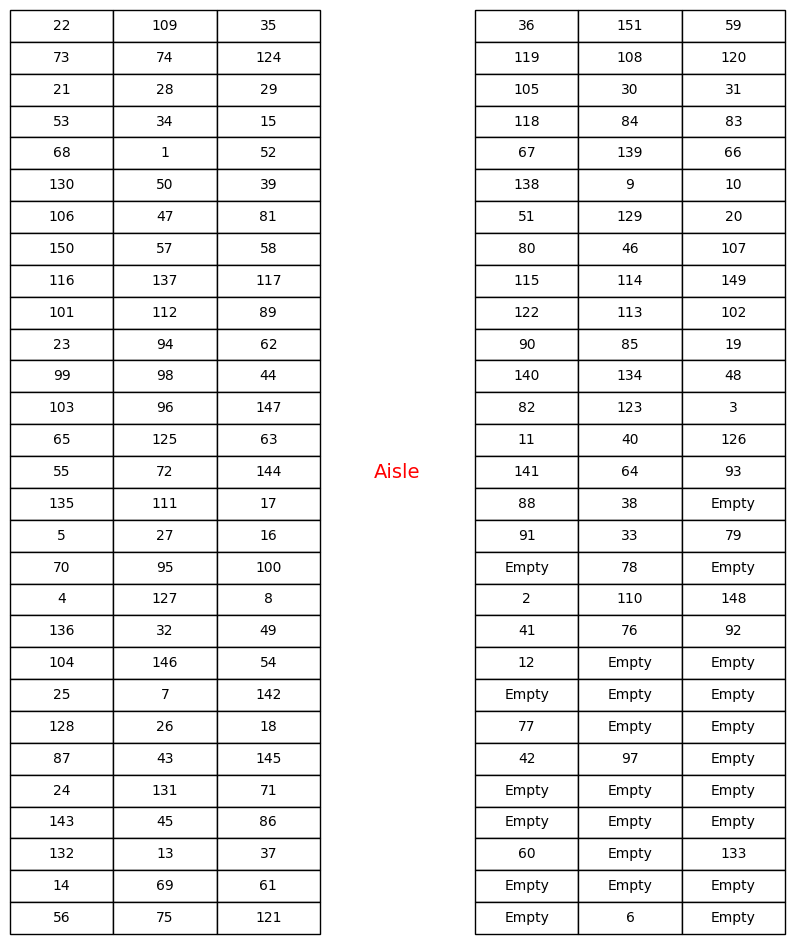 22 109 35 36 151 59
73 74 124 119 108 120
21 28 29 105 30 31
53 34 15 118 84 83
68 1 52 67 139 66
130 50 39 138 9 10
106 47 81 51 129 20
150 57 58 80 46 107
116 137 117 115 114 149
101 112 89 122 113 102
23 94 62 90 85 19
99 98 44 140 134 48
103 96 147 82 123 3
65 125 63 11 40 126
55 72 144 Aisle 141 64 93
135 111 17 88 38 Empty
5 27 16 91 33 79
70 95 100 Empty 78 Empty
4 127 8 2 110 148
136 32 49 41 76 92
104 146 54 12 Empty Empty
25 7 142 Empty Empty Empty
128 26 18 77 Empty Empty
87 43 145 42 97 Empty
24 131 71 Empty Empty Empty
143 45 86 Empty Empty Empty
132 13 37 60 Empty 133
14 69 61 Empty Empty Empty
56 75 121 Empty 6 Empty